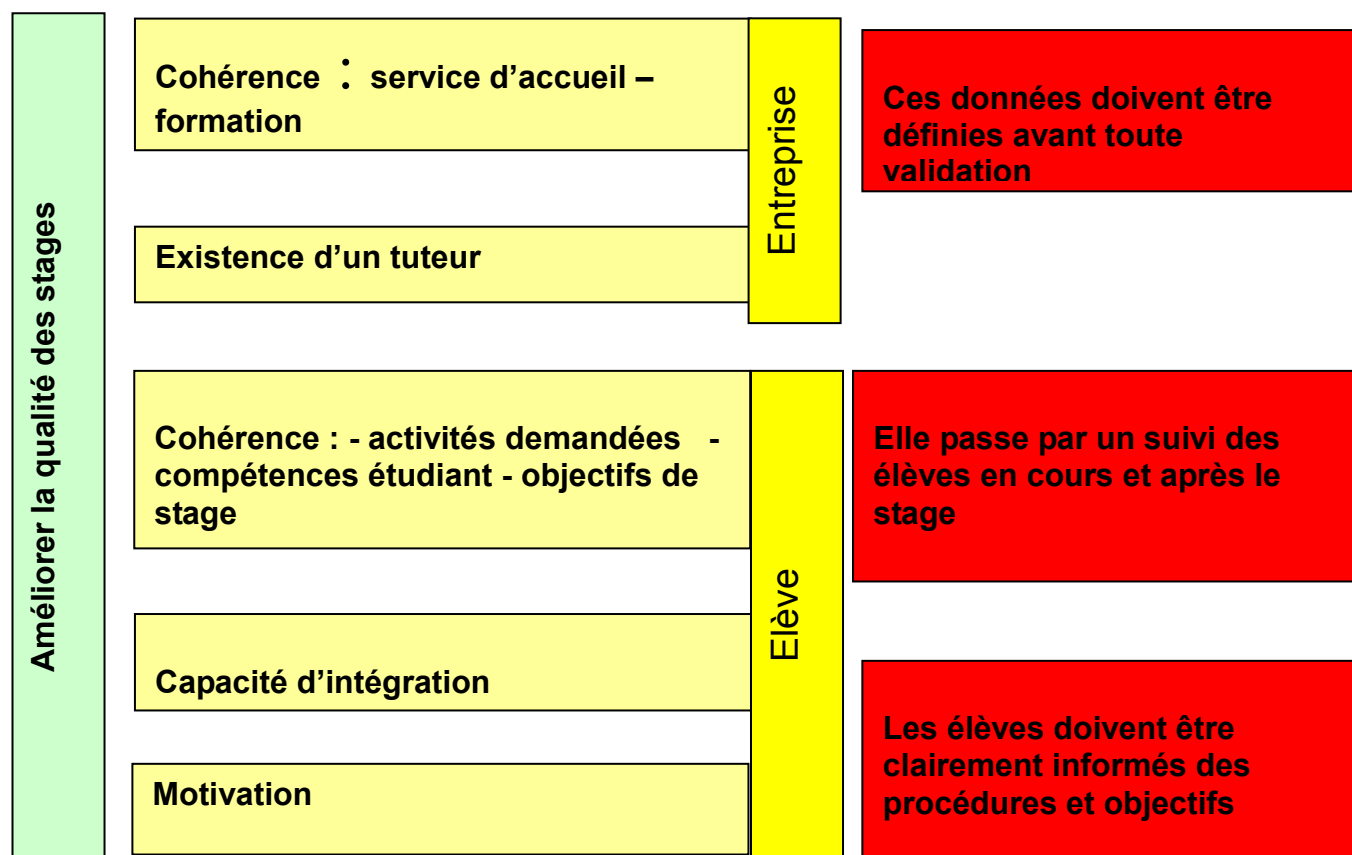 Améliorer la qualité des stages
Cohérence : service d’accueil –
formation
Existence d’un tuteur
Entreprise
Ces données doivent être
définies avant toute
validation
Cohérence : - activités demandées -
compétences étudiant - objectifs de
stage
Capacité d’intégration
Motivation
Elève
Elle passe par un suivi des
élèves en cours et après le
stage
Les élèves doivent être
clairement informés des
procédures et objectifs